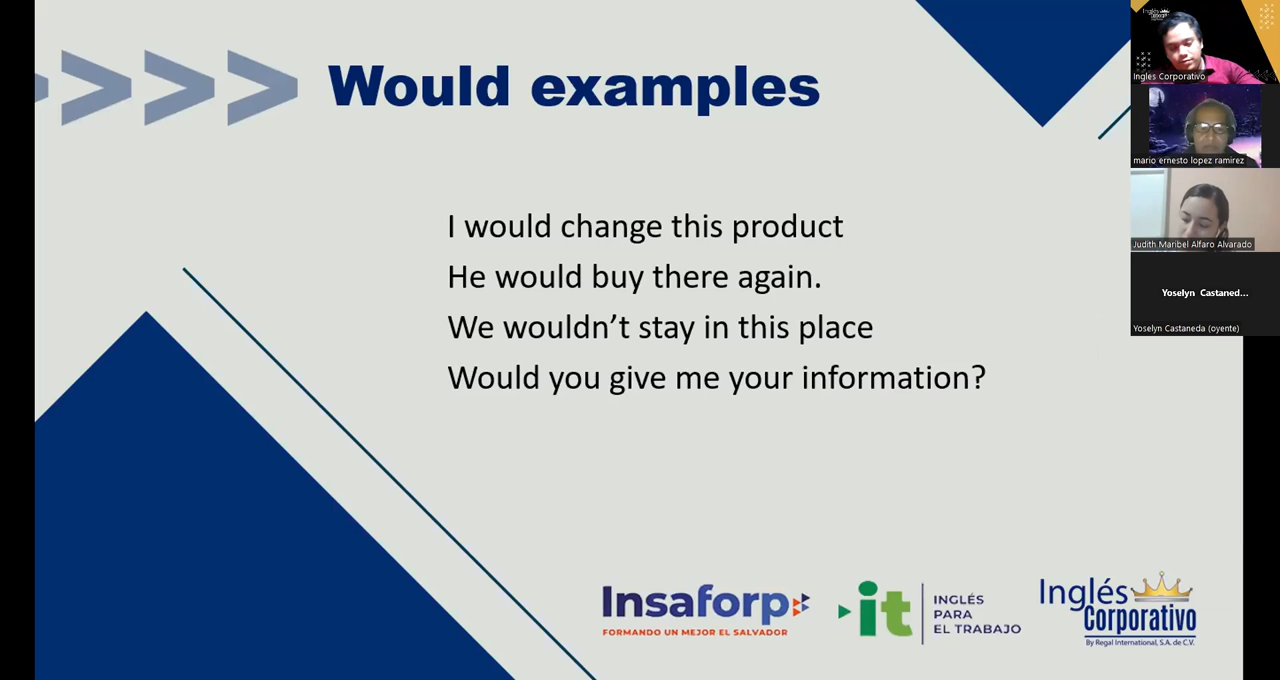 Would examples
I would change this product
He would buy there again.
We wouldn't stay in this place
Would you give me your information?
Insaforp
FORMANDO UN MEJOR EL SALVADOR
it
INGLÉS
PARA
EL TRABAJO
Inglés
Corporativo
By Regal International, S.A. de C.V.
Ingles Corporativo
mario ernesto lopez ramirez
Judith Maribel Alfaro Alvarado
Yoselyn Castaned...
Yoselyn Castaneda (oyente)